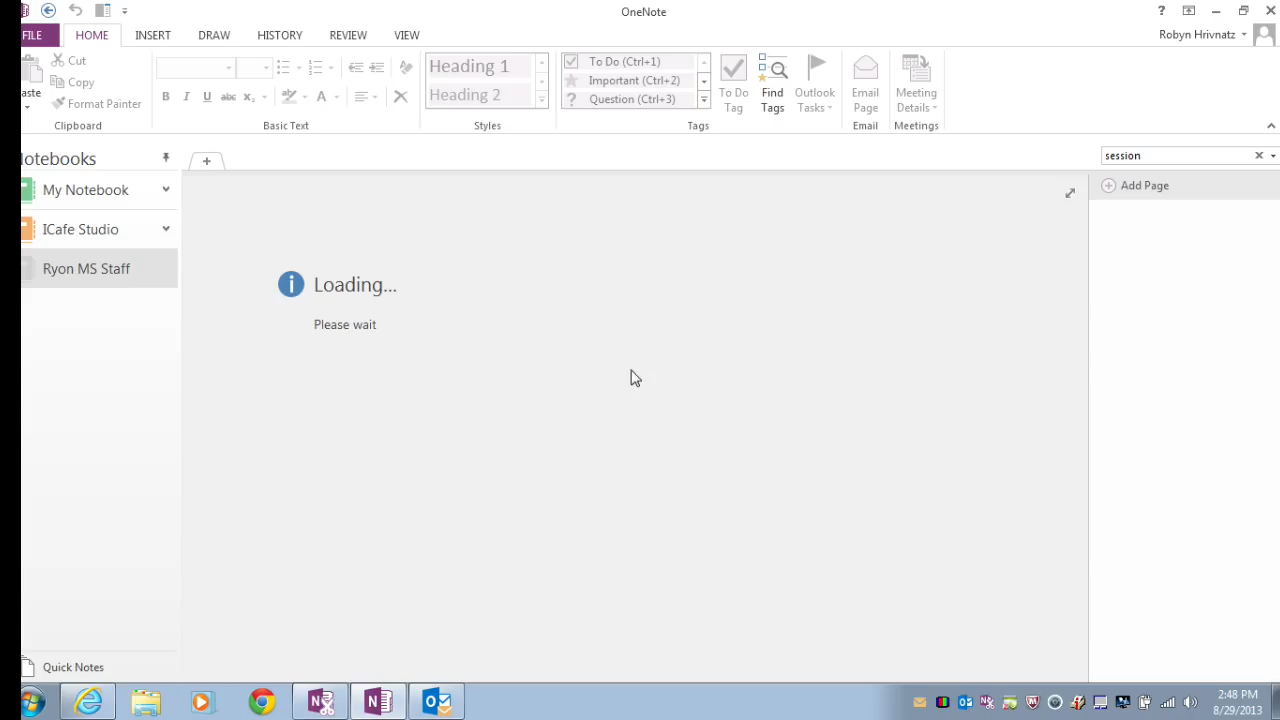 OneNote
?
FILE
HOME
INSERT
DRAW
HISTORY
REVIEW
VIEW
Robyn Hrivnatz
aste
Cut
Copy
Format Painter
Clipboard
B I U abc x₂ A
Basic Text
Heading 1
Heading 2
Styles
To Do (Ctrl+1)
Important (Ctrl+2)
? Question (Ctrl+3)
To Do
Tag
Find
Tags
Outlook
Tasks
Tags
Email
Page
Email
Meeting
Details
Meetings
otebooks
+
session
My Notebook
ICafe Studio
Ryon MS Staff
Add Page
Loading...
Please wait
Quick Notes
2:48 PM
8/29/2013